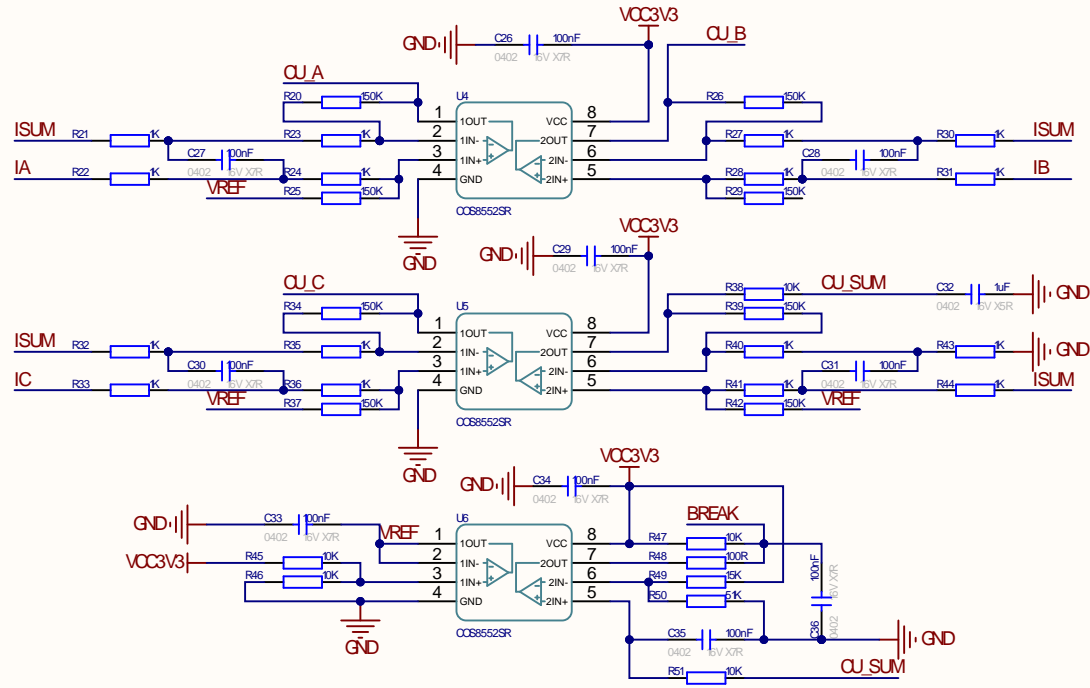 VCC3V3
GND C26 100nF CU_B
0402 16V X7R
CU_A U4
R20 150K R26 150K
1 1OUT VCC 8
ISUM R21 1K R23 1K 2 1IN- 2OUT 7 R27 1K R30 1K ISUM
C27 100nF C28 100nF
0402 16V X7R 3 1IN+ 2IN- 6 0402 16V X7R
IA R22 1K R24 1K 4 GND 2IN+ 5 R28 1K R31 1K IB
VREF R25 150K R29 150K
COS8552SR
GND
VCC3V3
GND C29 100nF
0402 16V X7R
CU_C U5 R38 10K CU_SUM C32 1uF GND
0402 16V X5R
R34 150K R39 150K
1 1OUT VCC 8
ISUM R32 1K R35 1K 2 1IN- 2OUT 7 R40 1K R43 1K GND
C30 100nF C31 100nF
0402 16V X7R 3 1IN+ 2IN- 6 0402 16V X7R
IC R33 1K R36 1K 4 GND 2IN+ 5 R41 1K R44 1K ISUM
VREF R37 150K R42 150K VREF
COS8552SR
GND
VCC3V3
GND C34 100nF
0402 16V X7R
GND C33 100nF VREF U6 BREAK
0402 16V X7R 1 1OUT VCC 8 R47 10K
VCC3V3 R45 10K 2 1IN- 2OUT 7 R48 100R
R46 10K 3 1IN+ 2IN- 6 R49 15K
4 GND 2IN+ 5 R50 51K
C36 100nF
0402 16V X7R
COS8552SR
GND
C35 100nF GND
0402 16V X7R
CU_SUM
R51 10K